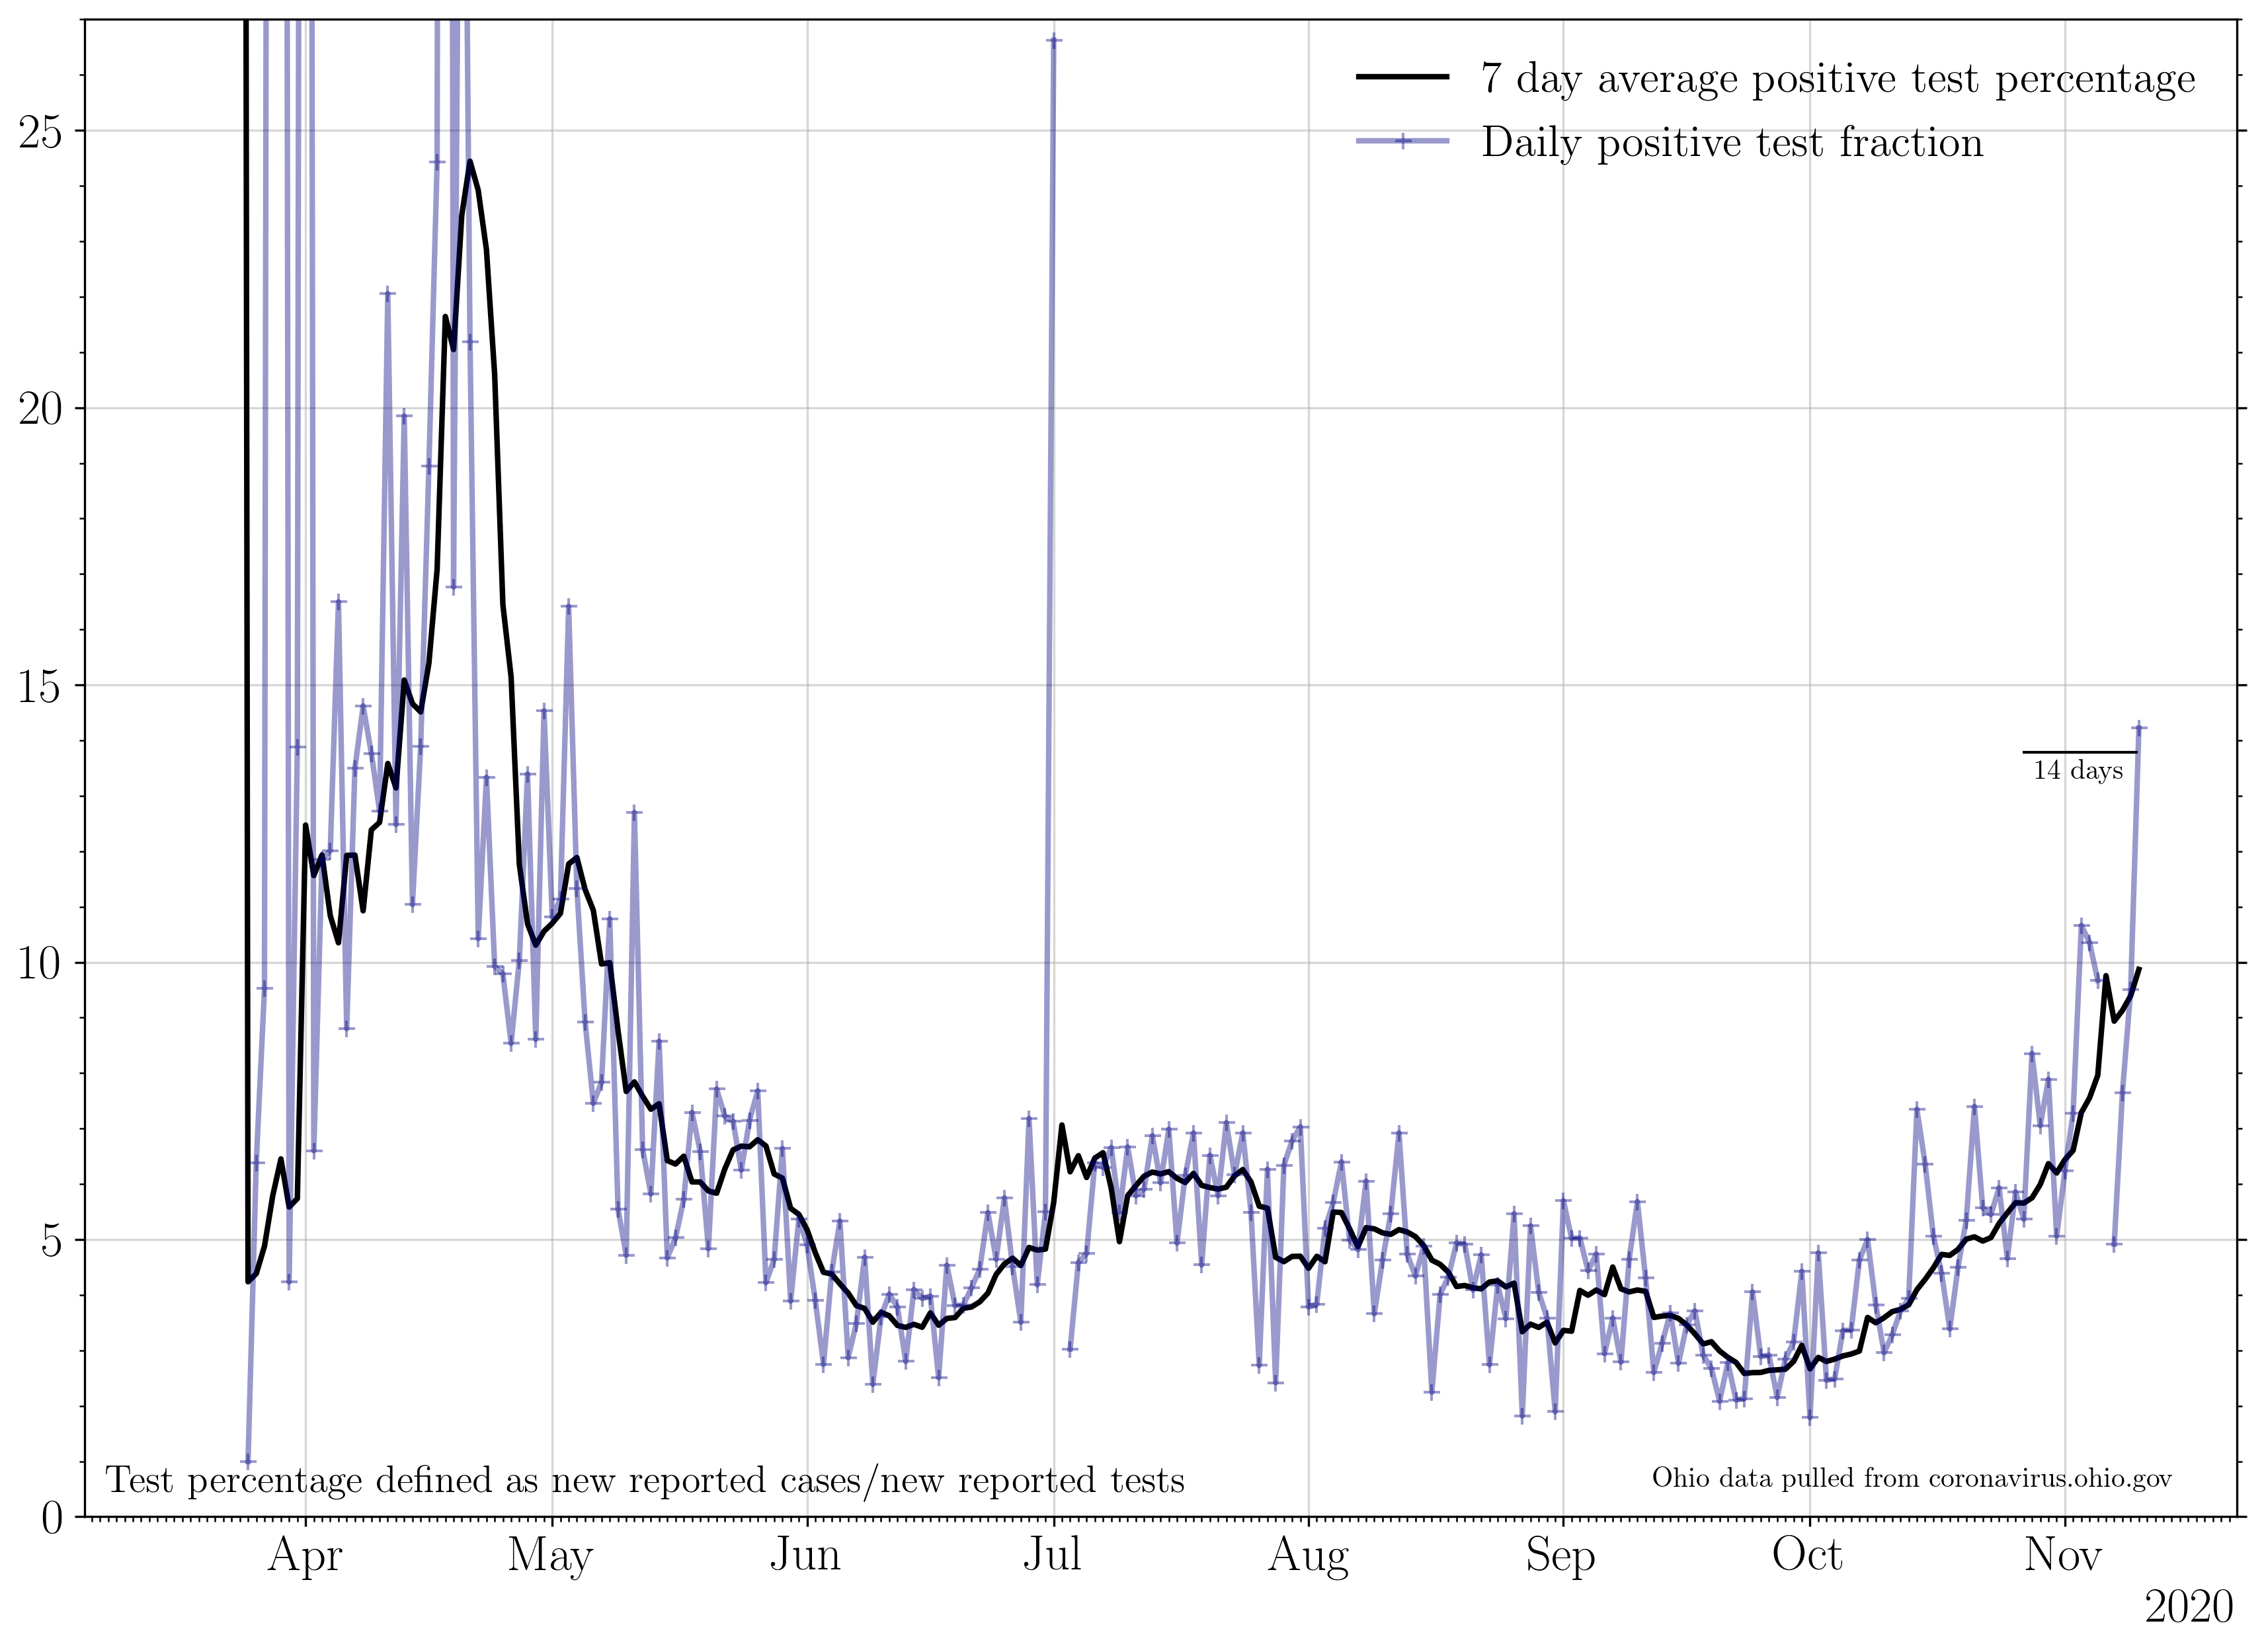 7 day average positive test percentage
Daily positive test fraction
25
20
15
14 days
10
5
Test percentage defined as new reported cases/new reported tests
Ohio data pulled from coronavirus.ohio.gov
0
Apr May Jun Jul Aug Sep Oct Nov
2020